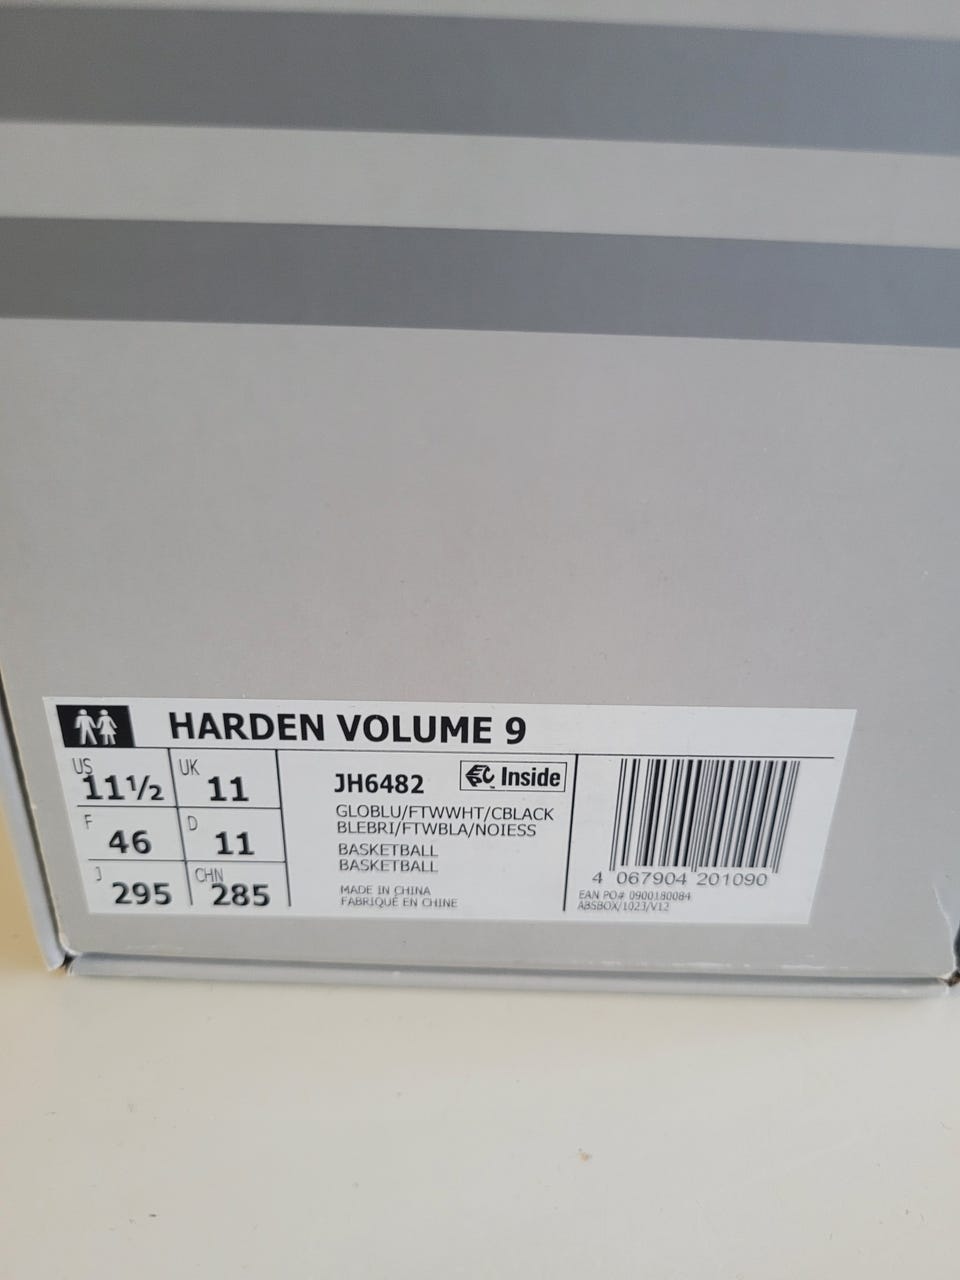 HARDEN VOLUME 9
US 11½ UK 11
F 46 D 11
J 295 CHN 285
JH6482 Inside
GLOBLU/FTWWHT/CBLACK
BLEBRI/FTWBLA/NOIESS
BASKETBALL
BASKETBALL
MADE IN CHINA
FABRIQUÉ EN CHINE
4 067904 201090
EAN PO# 0900180084
ABSBOX/1023/V12